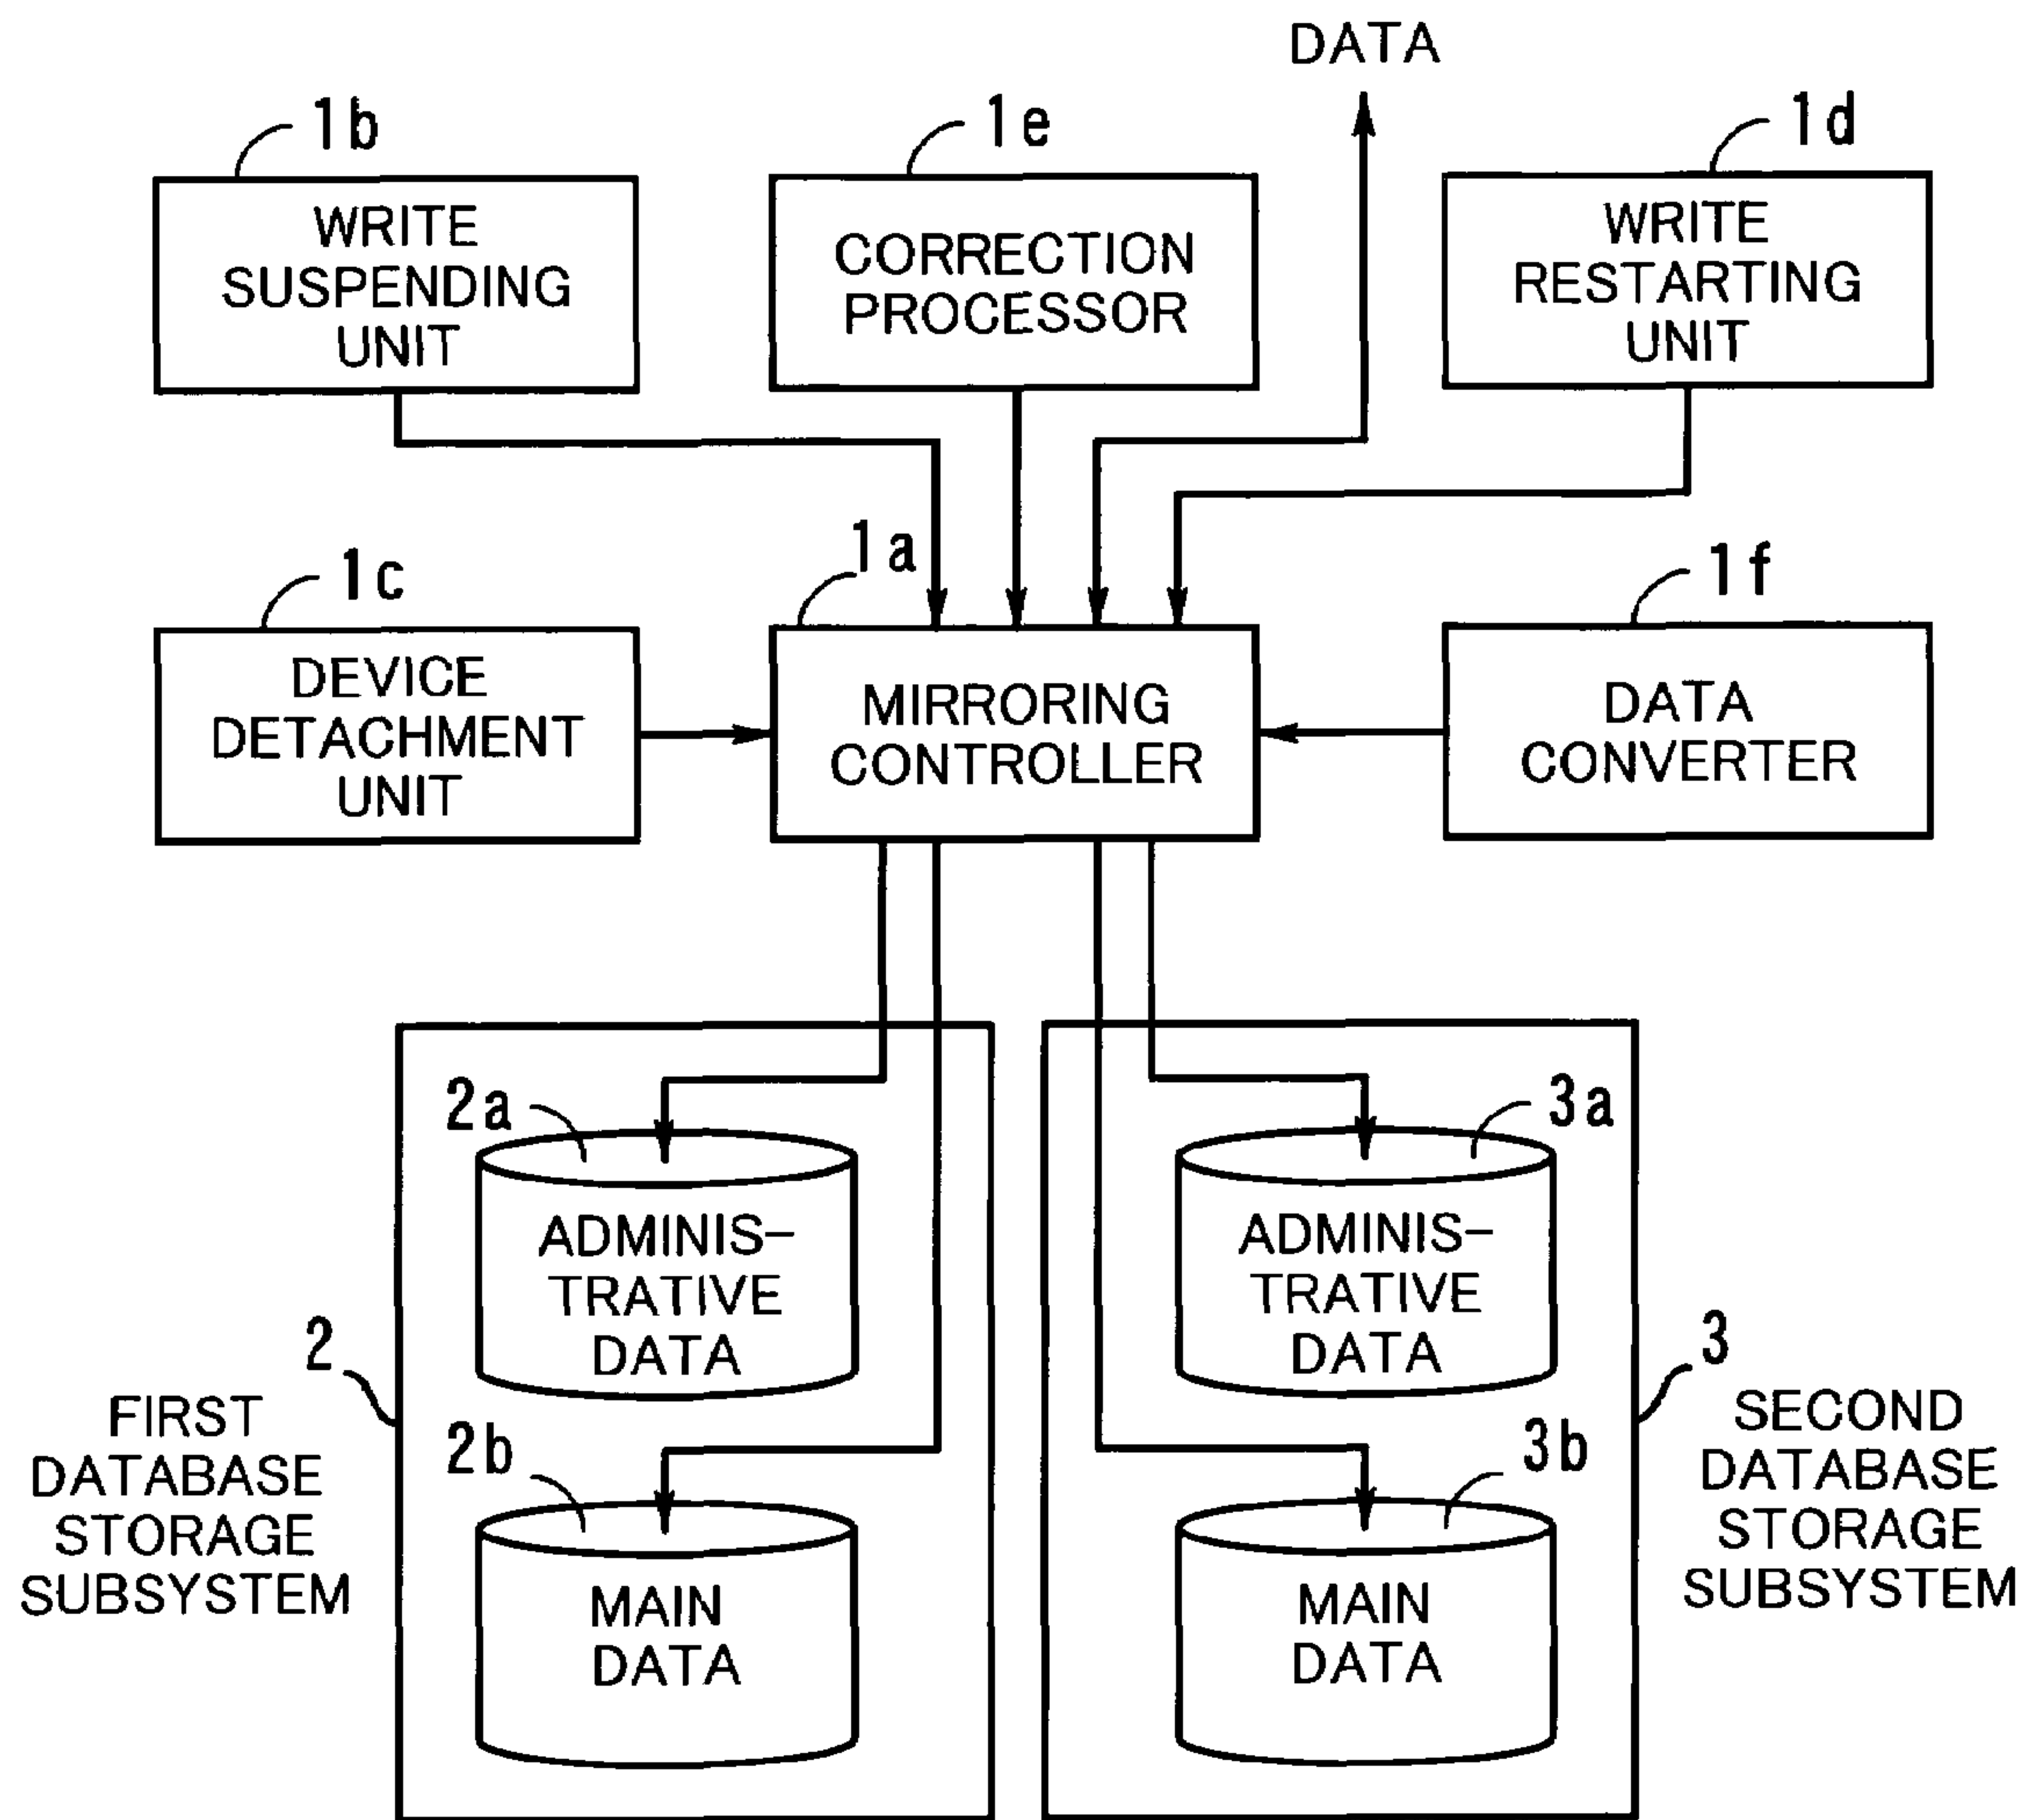 DATA
1b
1e
1d
WRITE
SUSPENDING
UNIT
CORRECTION
PROCESSOR
WRITE
RESTARTING
UNIT
1c
1a
1f
DEVICE
DETACHMENT
UNIT
MIRRORING
CONTROLLER
DATA
CONVERTER
2a
ADMINIS-
TRATIVE
DATA
3a
ADMINIS-
TRATIVE
DATA
2
FIRST
DATABASE
STORAGE
SUBSYSTEM
2b
MAIN
DATA
3b
MAIN
DATA
3
SECOND
DATABASE
STORAGE
SUBSYSTEM